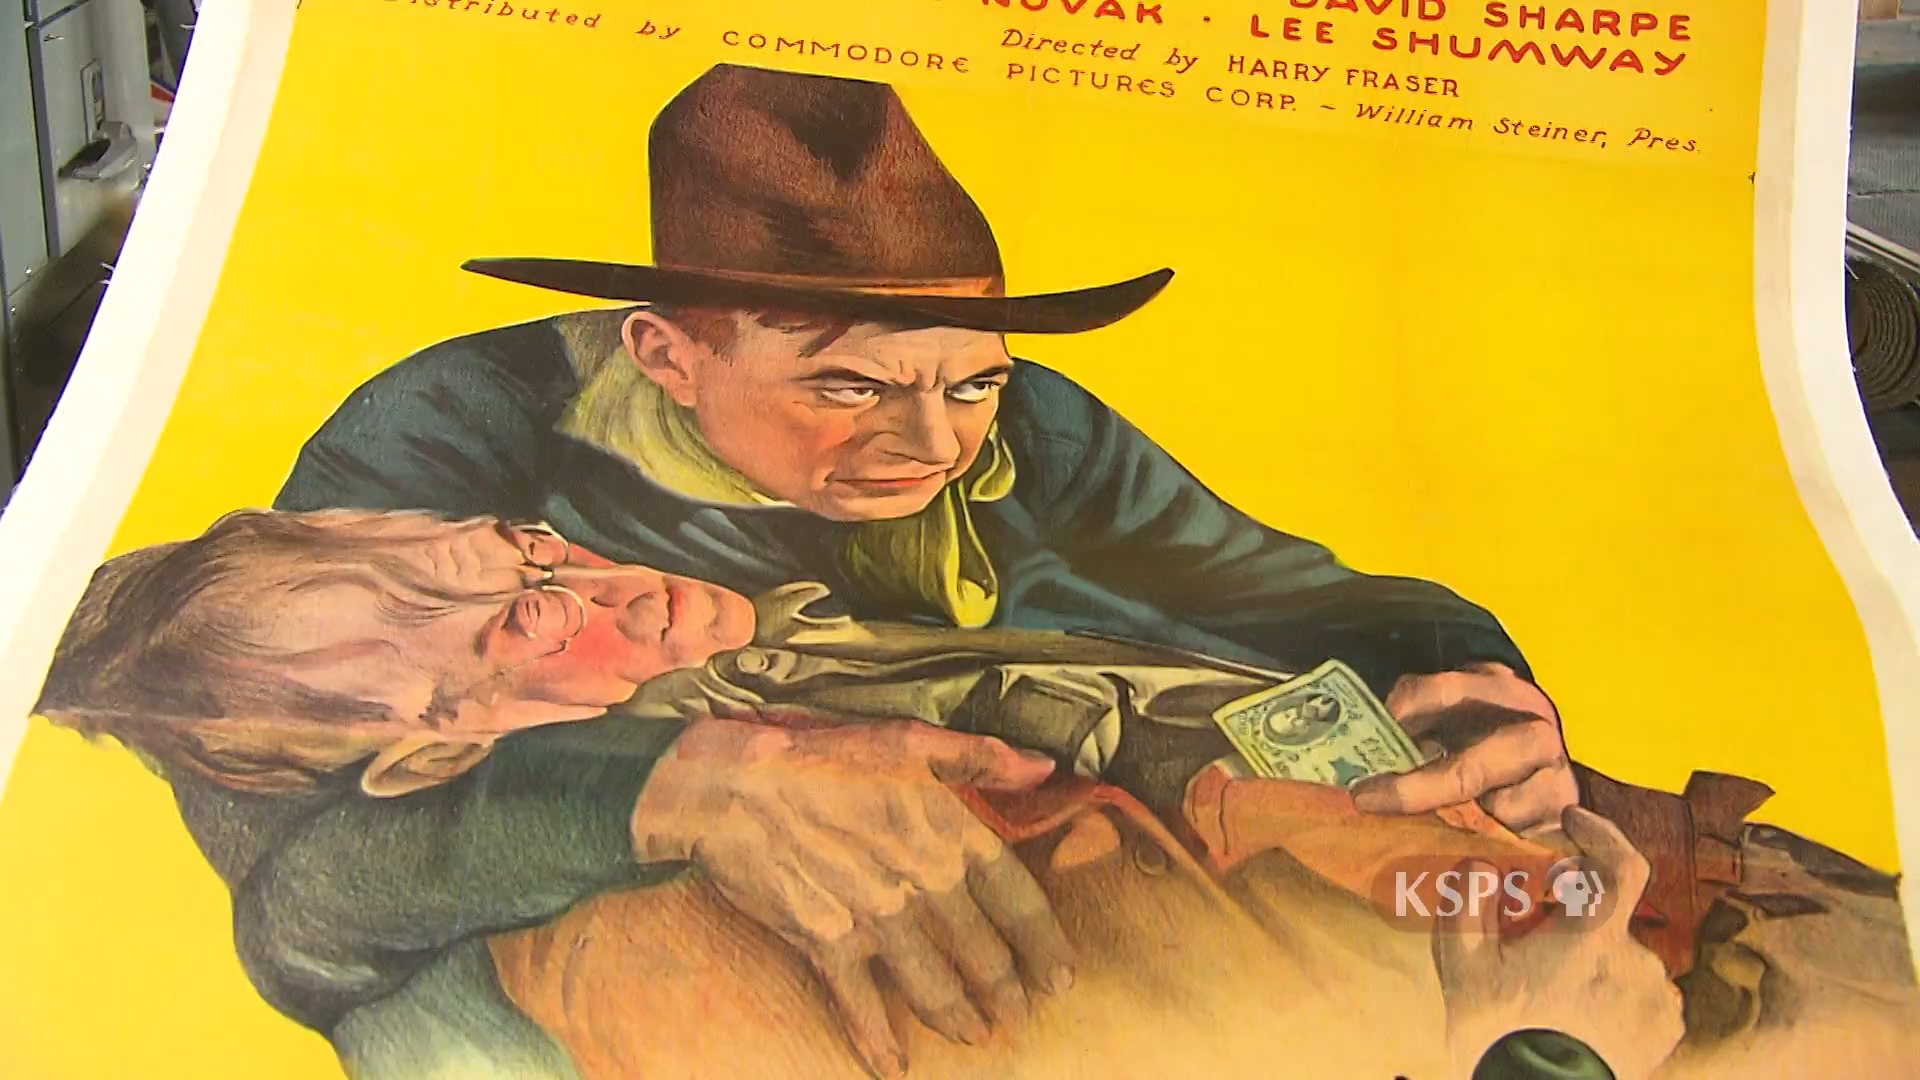 DAVID SHARPE
NOVAK · LEE SHUMWAY
Directed by HARRY FRASER
Distributed by COMMODORE PICTURES CORP. – William Steiner, Pres.
KSPS